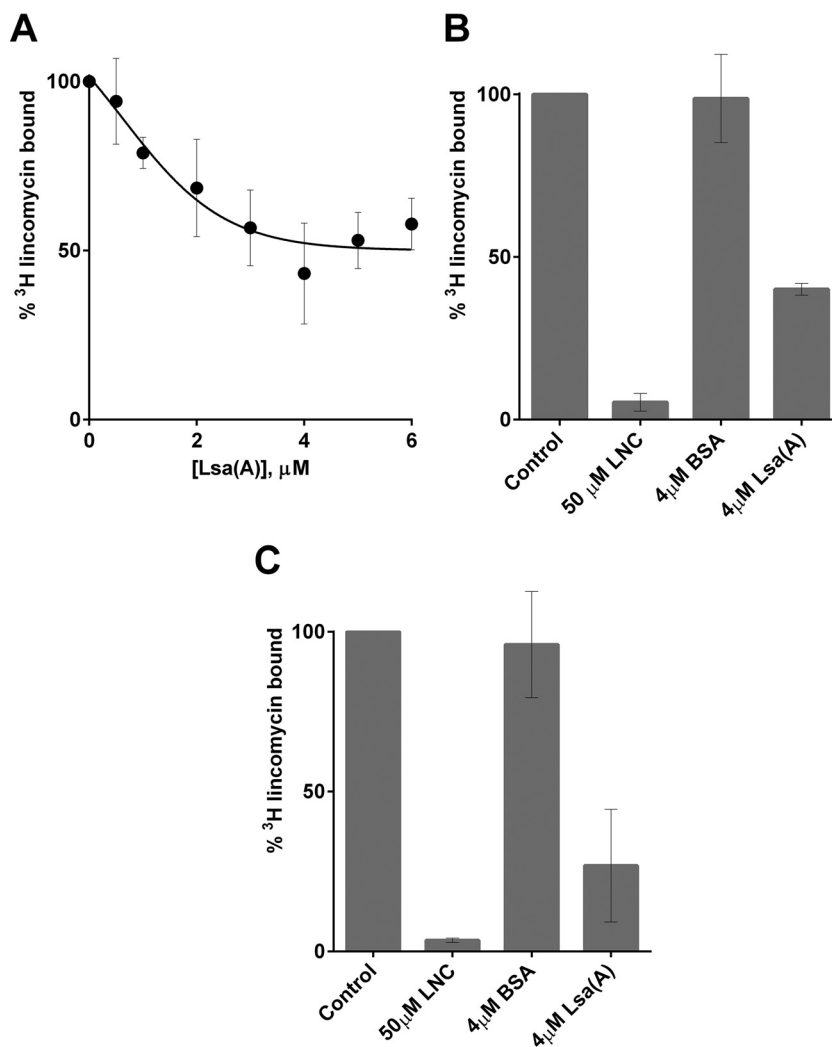 A
% ³H lincomycin bound
100
50
0
0 2 4 6
[Lsa(A)], μM
B
% ³H lincomycin bound
100
50
0
Control
50 μM LNC
4μM BSA
4μM Lsa(A)
C
% ³H lincomycin bound
100
50
0
Control
50μM LNC
4μM BSA
4μM Lsa(A)